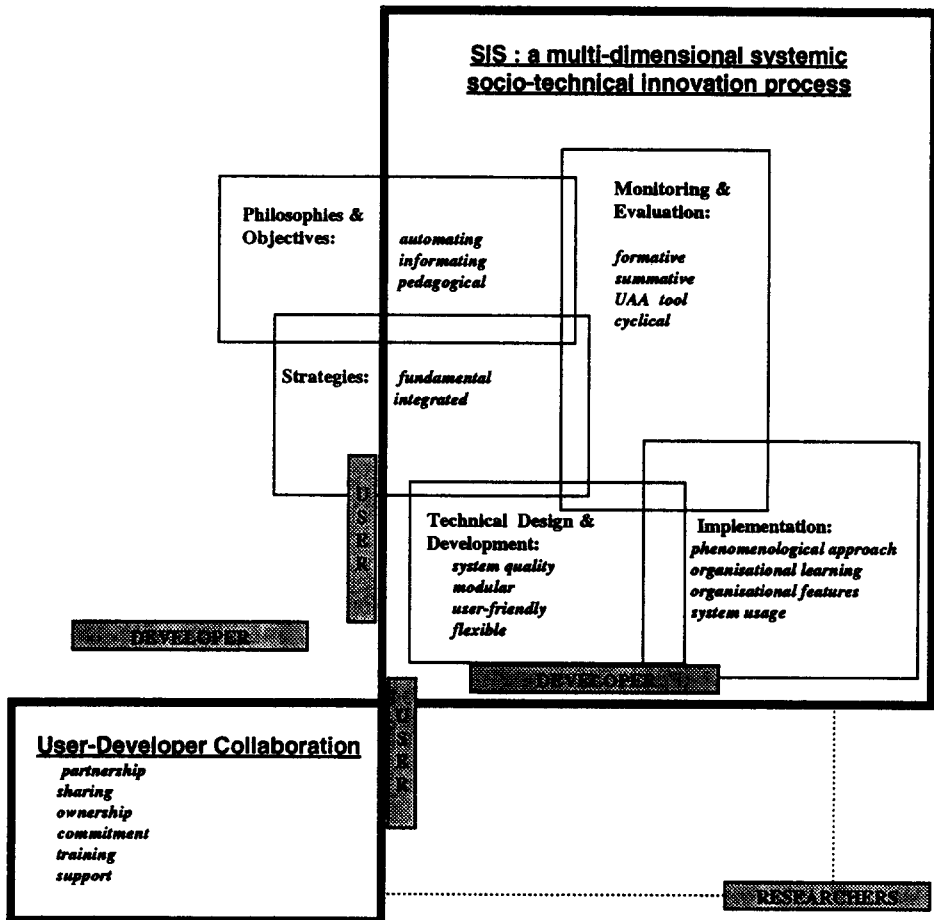 SIS : a multi-dimensional systemic
socio-technical innovation process
Philosophies &
Objectives:
automating
informating
pedagogical
Monitoring &
Evaluation:
formative
summative
UAA tool
cyclical
Strategies:
fundamental
integrated
USER
Technical Design &
Development:
system quality
modular
user-friendly
flexible
Implementation:
phenomenological approach
organisational learning
organisational features
system usage
DEVELOPER
DEVELOPER
USER
User-Developer Collaboration
partnership
sharing
ownership
commitment
training
support
RESEARCHERS